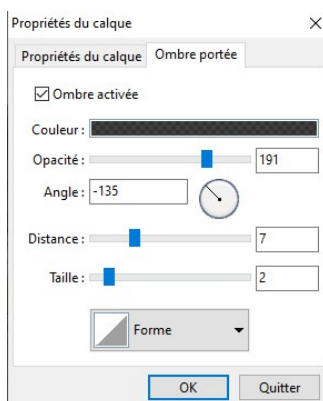 Propriétés du calque
Propriétés du calque Ombre portée
Ombre activée
Couleur :
Opacité : 191
Angle : -135
Distance : 7
Taille : 2
Forme
OK Quitter